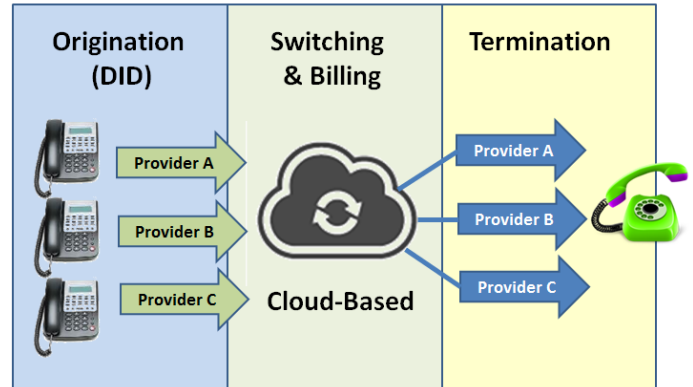 Origination
(DID)
Switching
& Billing
Termination
Provider A
Provider B
Provider C
Cloud-Based
Provider A
Provider B
Provider C